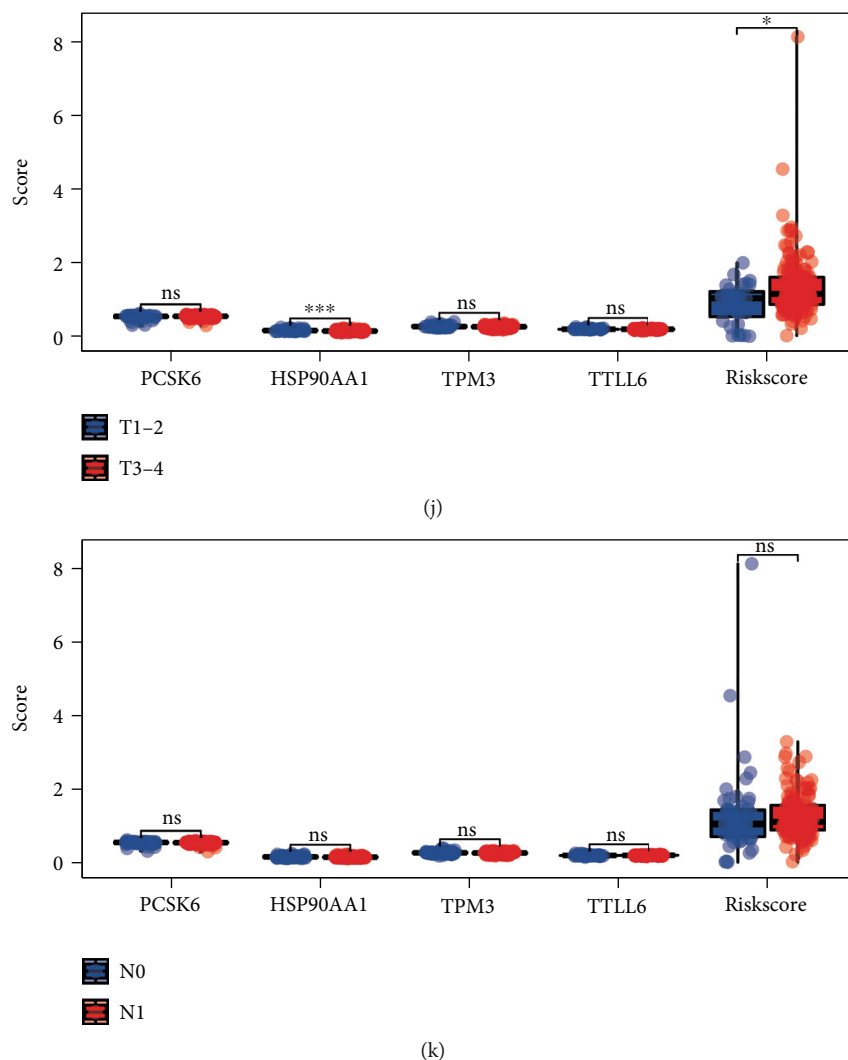 8
6
4
2
0
Score
*
ns
***
ns
ns
PCSK6 HSP90AA1 TPM3 TTLL6 Riskscore
T1–2
T3–4
(j)
8
6
4
2
0
Score
ns
ns
ns
ns
ns
PCSK6 HSP90AA1 TPM3 TTLL6 Riskscore
N0
N1
(k)